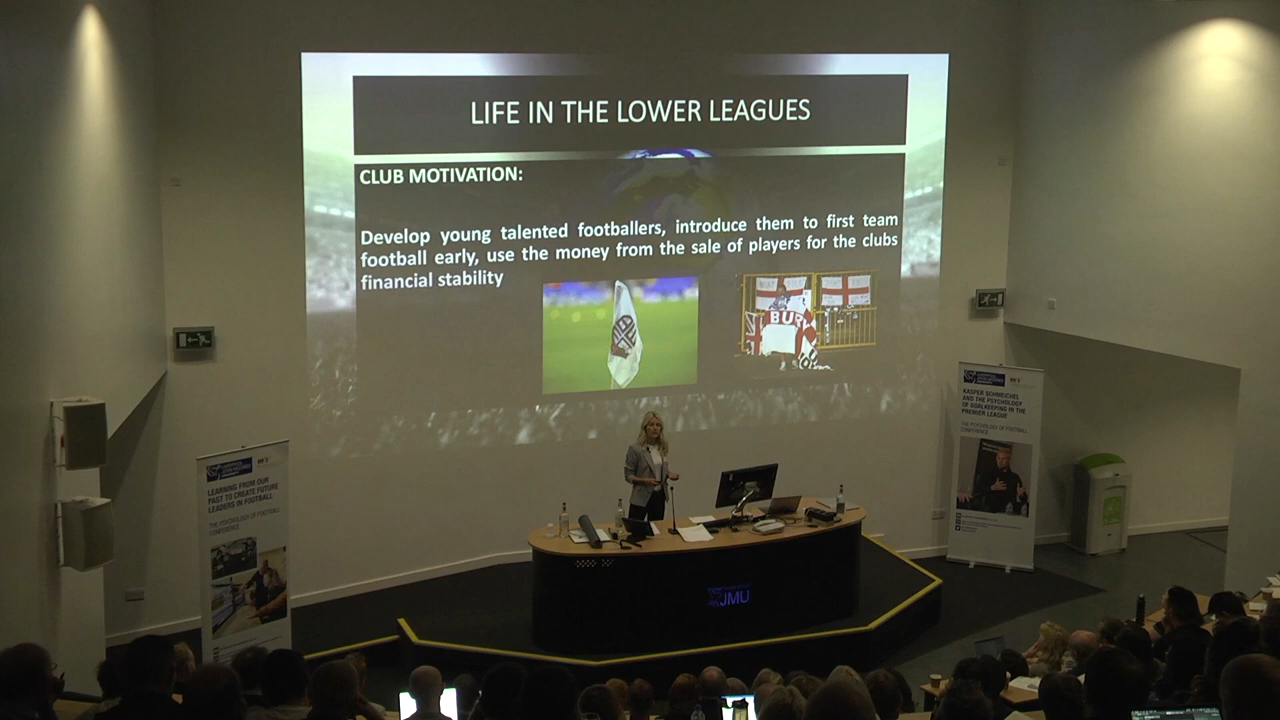 LIFE IN THE LOWER LEAGUES
CLUB MOTIVATION:
Develop young talented footballers, introduce them to first team
football early, use the money from the sale of players for the clubs
financial stability
BURY
KASPER SCHMEICHEL
AND THE PSYCHOLOGY
OF GOALKEEPING IN THE
PREMIER LEAGUE
THE PSYCHOLOGY OF FOOTBALL
CONFERENCE
LEARNING FROM OUR
PAST TO CREATE FUTURE
LEADERS IN FOOTBALL
THE PSYCHOLOGY OF FOOTBALL
CONFERENCE
JMU